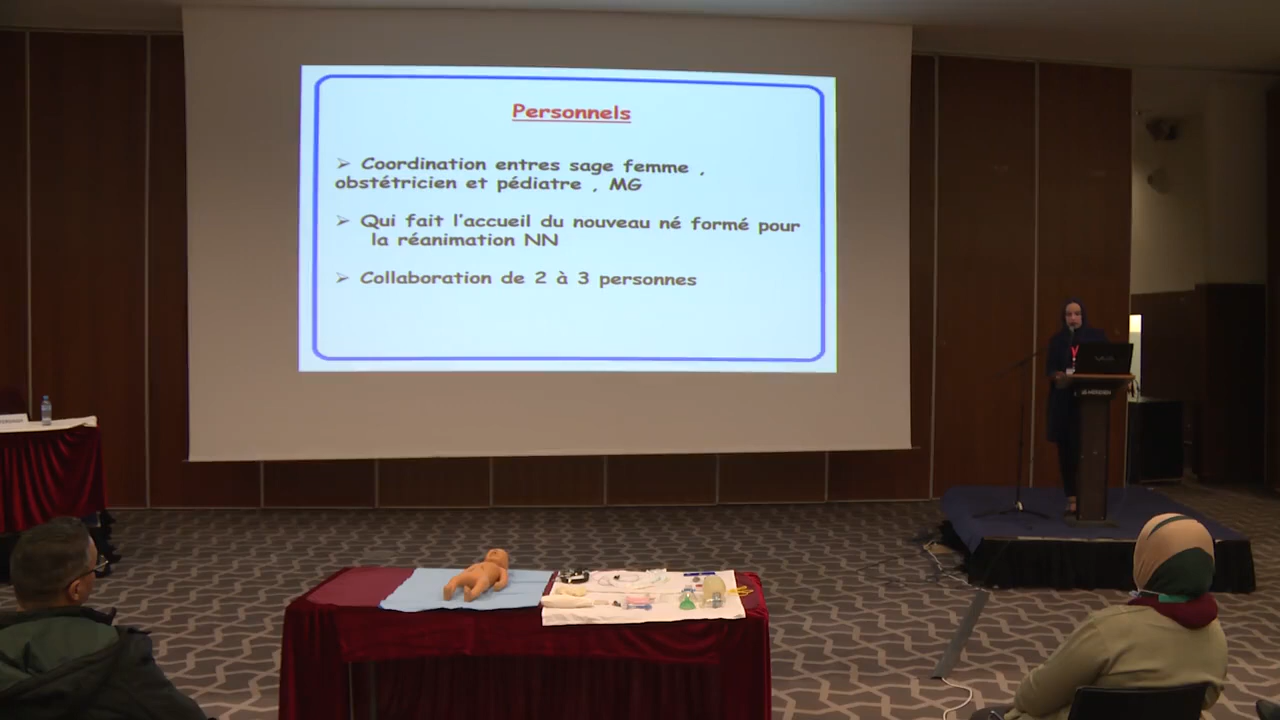 Personnels
➢ Coordination entres sage femme ,
obstétricien et pédiatre , MG
➢ Qui fait l'accueil du nouveau né formé pour
la réanimation NN
➢ Collaboration de 2 à 3 personnes